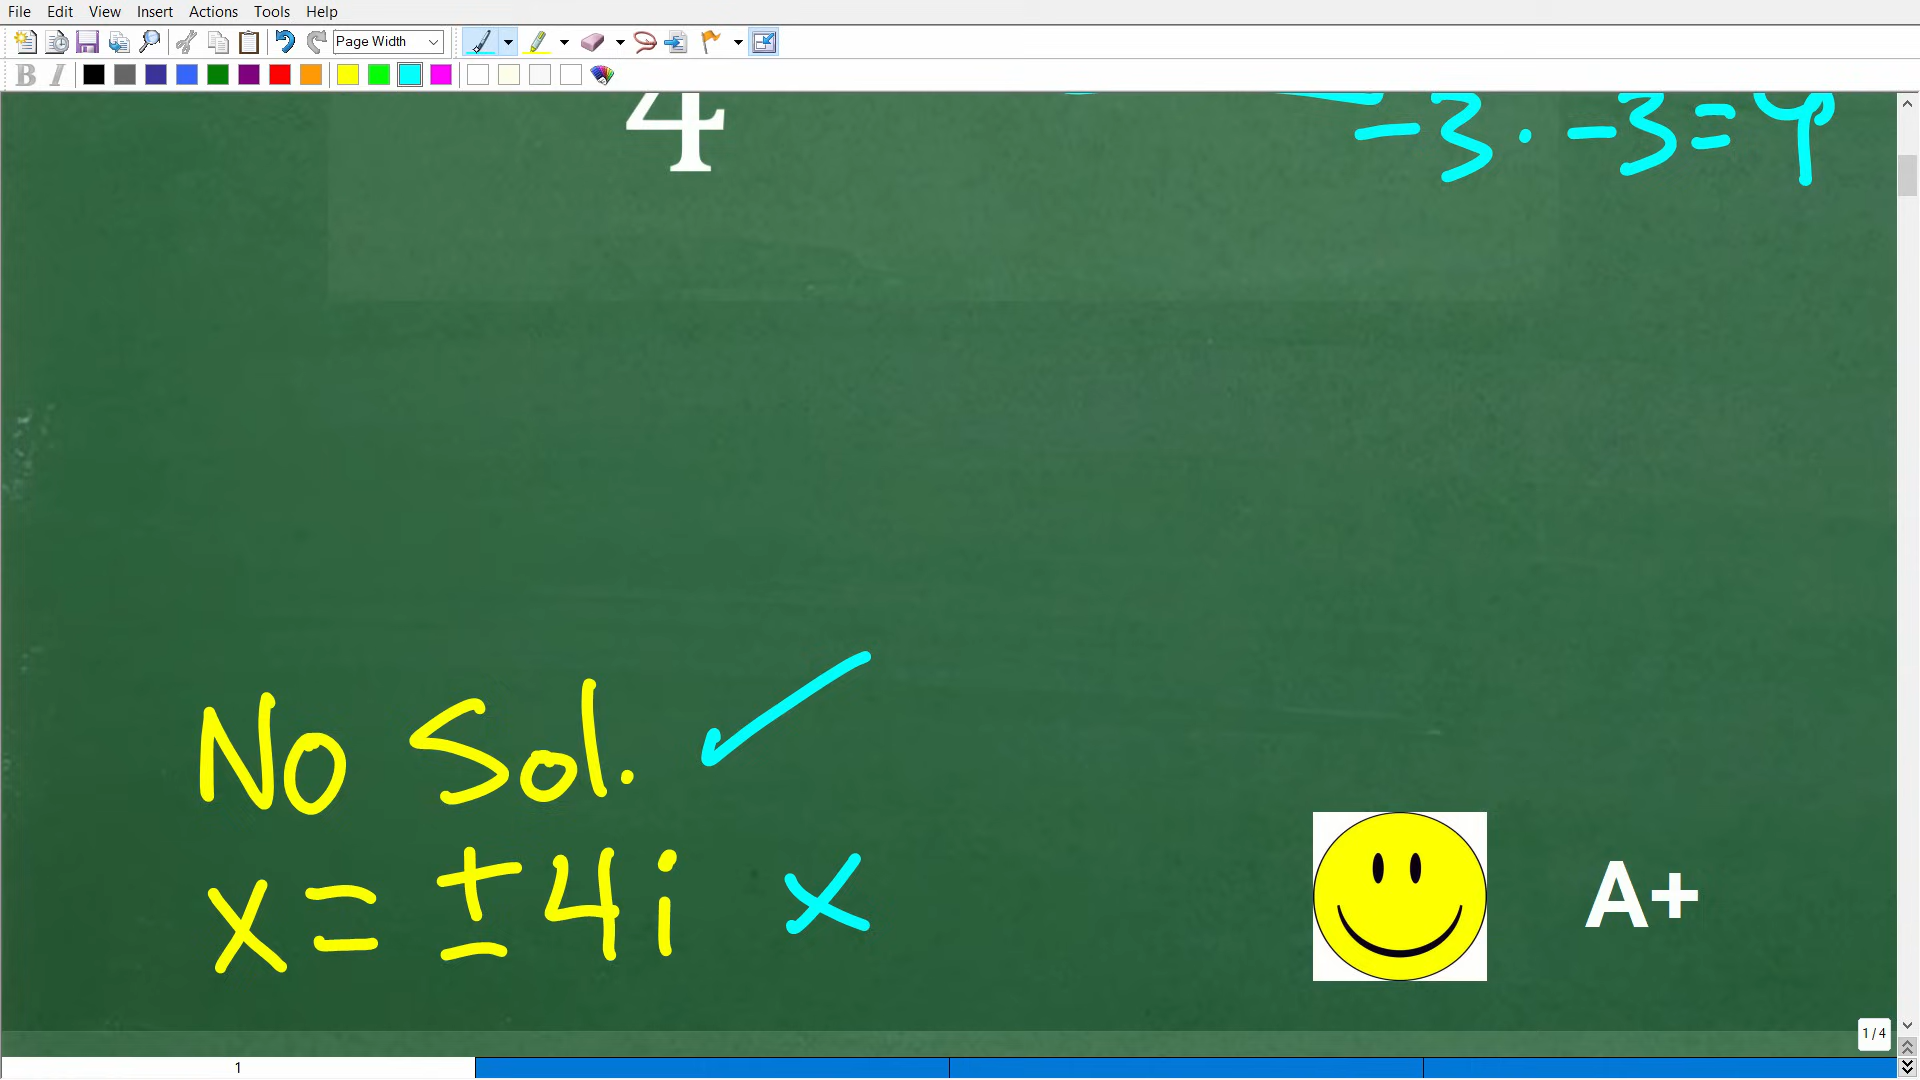 File Edit View Insert Actions Tools Help
Page Width
B I
4
-3 · -3 = 9
No Sol. ✓
x = ± 4i x
A+
1 / 4
1